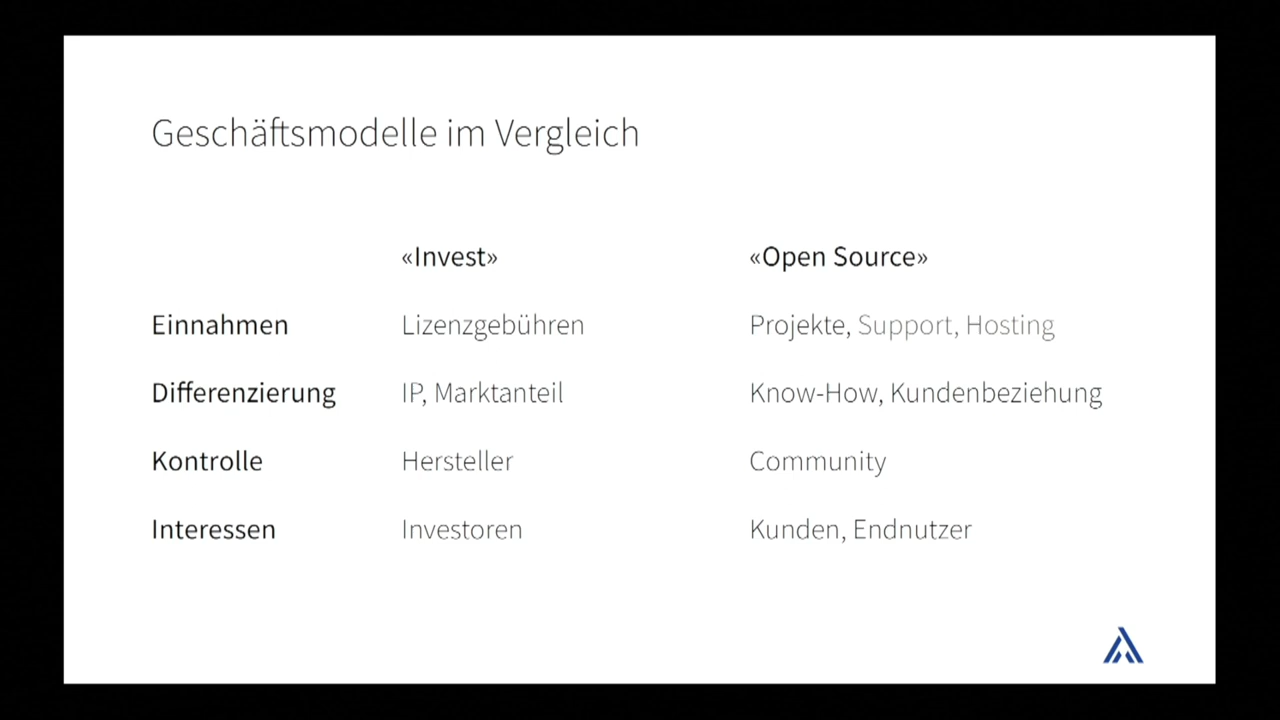 Geschäftsmodelle im Vergleich
«Invest» «Open Source»
Einnahmen Lizenzgebühren Projekte, Support, Hosting
Differenzierung IP, Marktanteil Know-How, Kundenbeziehung
Kontrolle Hersteller Community
Interessen Investoren Kunden, Endnutzer